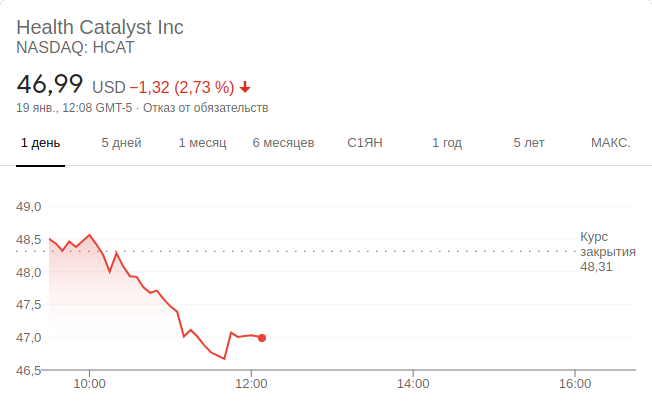 Health Catalyst Inc
NASDAQ: HCAT
46,99 USD −1,32 (2,73 %)
19 янв., 12:08 GMT-5 · Отказ от обязательств
1 день 5 дней 1 месяц 6 месяцев С1ЯН 1 год 5 лет МАКС.
49,0
48,5
48,0
47,5
47,0
46,5
Курс
закрытия
48,31
10:00 12:00 14:00 16:00